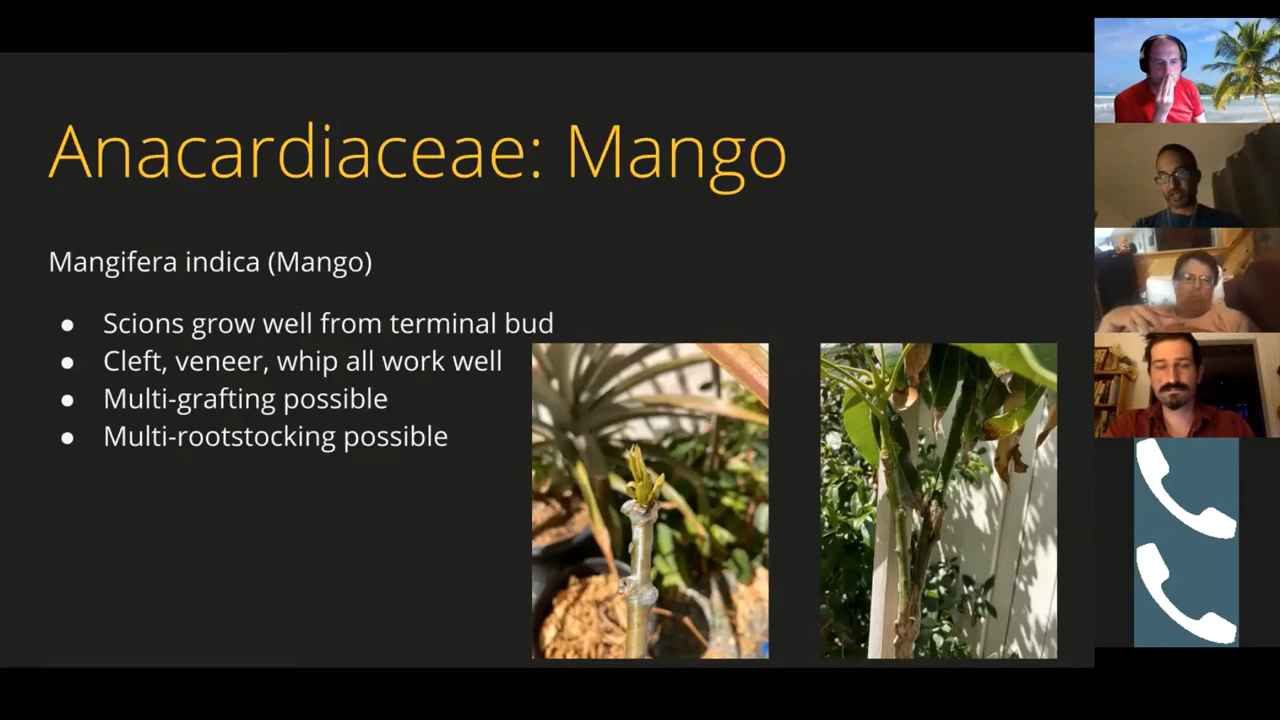 Anacardiaceae: Mango
Mangifera indica (Mango)
● Scions grow well from terminal bud
● Cleft, veneer, whip all work well
● Multi-grafting possible
● Multi-rootstocking possible